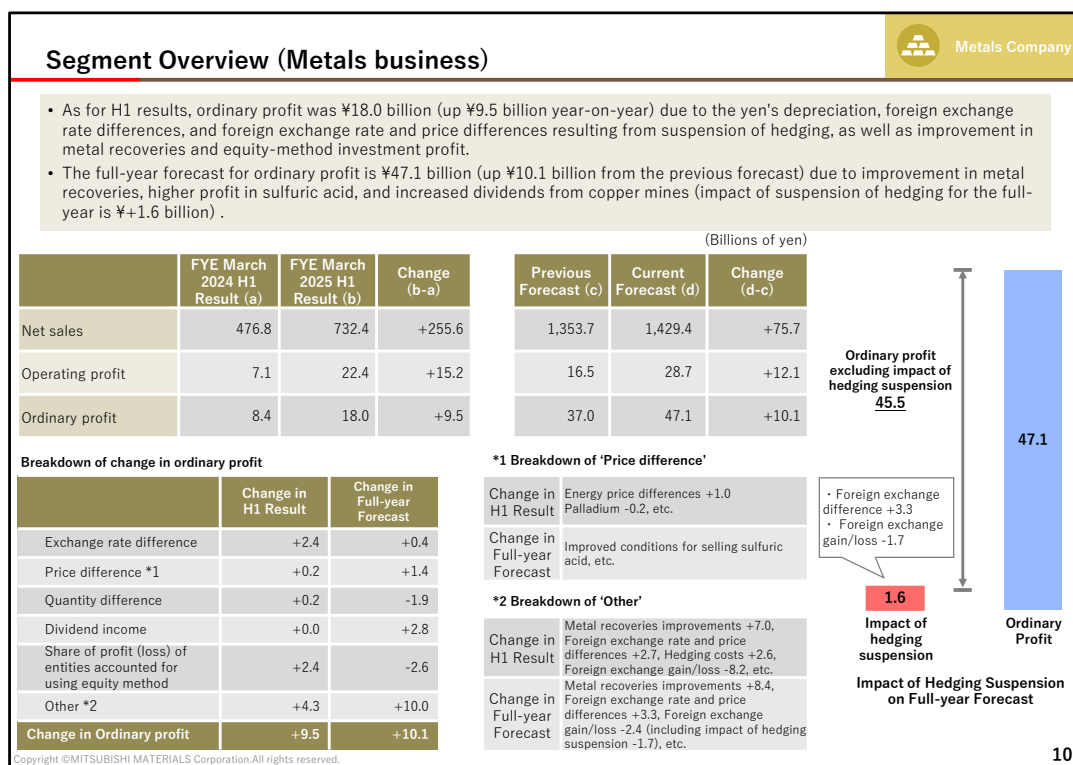 Segment Overview (Metals business)
Metals Company
• As for H1 results, ordinary profit was ¥18.0 billion (up ¥9.5 billion year-on-year) due to the yen's depreciation, foreign exchange
rate differences, and foreign exchange rate and price differences resulting from suspension of hedging, as well as improvement in
metal recoveries and equity-method investment profit.
• The full-year forecast for ordinary profit is ¥47.1 billion (up ¥10.1 billion from the previous forecast) due to improvement in metal
recoveries, higher profit in sulfuric acid, and increased dividends from copper mines (impact of suspension of hedging for the full-
year is ¥+1.6 billion) .
(Billions of yen)
FYE March
2024 H1
Result (a)
FYE March
2025 H1
Result (b)
Change
(b-a)
Net sales 476.8 732.4 +255.6
Operating profit 7.1 22.4 +15.2
Ordinary profit 8.4 18.0 +9.5
Previous
Forecast (c)
Current
Forecast (d)
Change
(d-c)
1,353.7 1,429.4 +75.7
16.5 28.7 +12.1
37.0 47.1 +10.1
Breakdown of change in ordinary profit
Change in
H1 Result
Change in
Full-year
Forecast
Exchange rate difference +2.4 +0.4
Price difference *1 +0.2 +1.4
Quantity difference +0.2 -1.9
Dividend income +0.0 +2.8
Share of profit (loss) of
entities accounted for
using equity method
+2.4 -2.6
Other *2 +4.3 +10.0
Change in Ordinary profit +9.5 +10.1
*1 Breakdown of ‘Price difference’
Change in
H1 Result
Energy price differences +1.0
Palladium -0.2, etc.
Change in
Full-year
Forecast
Improved conditions for selling sulfuric
acid, etc.
*2 Breakdown of ‘Other’
Change in
H1 Result
Metal recoveries improvements +7.0,
Foreign exchange rate and price
differences +2.7, Hedging costs +2.6,
Foreign exchange gain/loss -8.2, etc.
Change in
Full-year
Forecast
Metal recoveries improvements +8.4,
Foreign exchange rate and price
differences +3.3, Foreign exchange
gain/loss -2.4 (including impact of hedging
suspension -1.7), etc.
Ordinary profit
excluding impact of
hedging suspension
45.5
47.1
・Foreign exchange
difference +3.3
・ Foreign exchange
gain/loss -1.7
1.6
Impact of
hedging
suspension
Ordinary
Profit
Impact of Hedging Suspension
on Full-year Forecast
Copyright ©MITSUBISHI MATERIALS Corporation.All rights reserved.
10